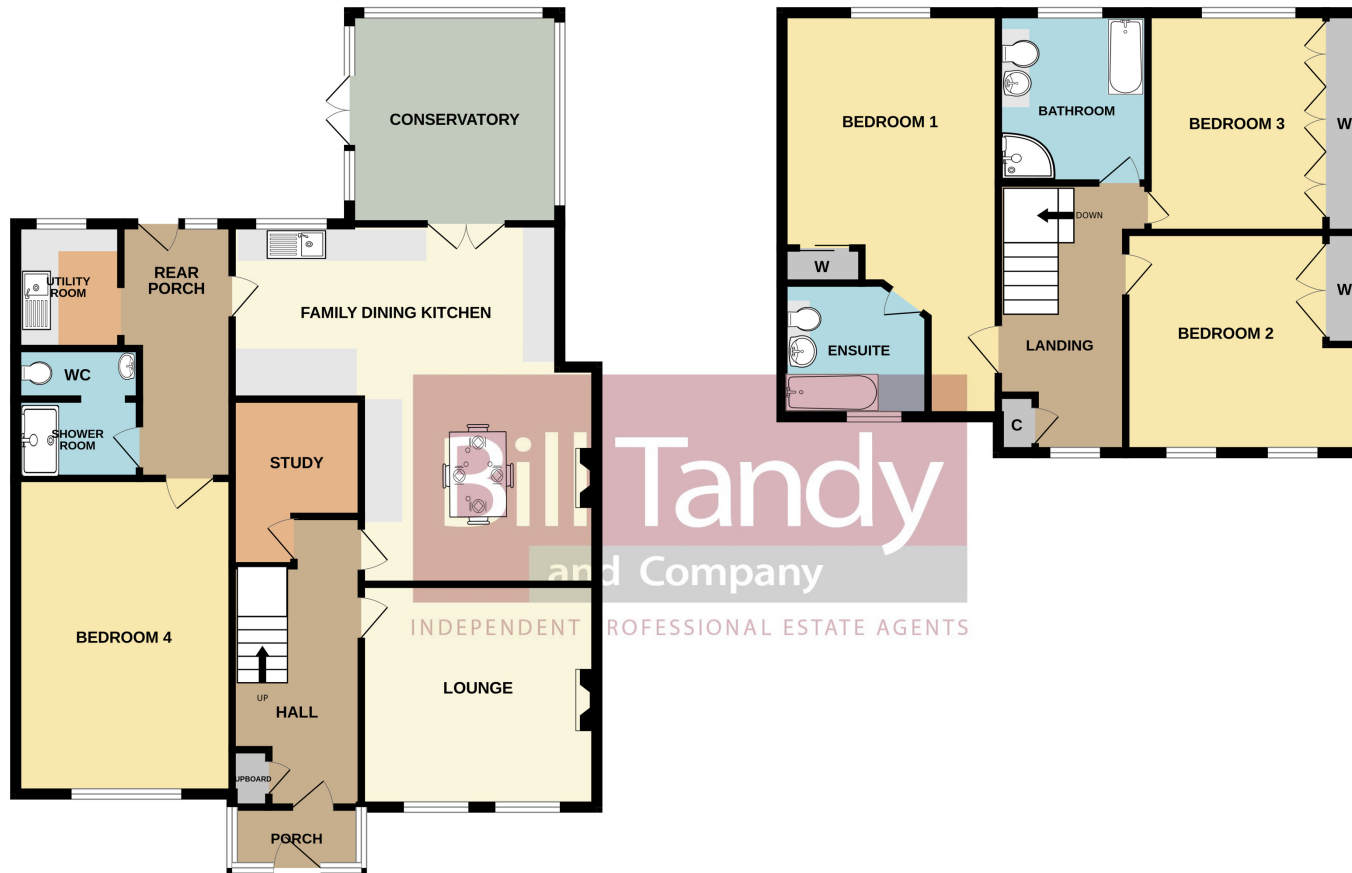 CONSERVATORY
UTILITY
ROOM
REAR
PORCH
FAMILY DINING KITCHEN
WC
SHOWER
ROOM
STUDY
BEDROOM 4
UP
HALL
LOUNGE
UPBOARD
PORCH
BEDROOM 1
BATHROOM
BEDROOM 3
W
DOWN
W
W
ENSUITE
LANDING
BEDROOM 2
C
Bill Tandy
and Company
INDEPENDENT ROFESSIONAL ESTATE AGENTS